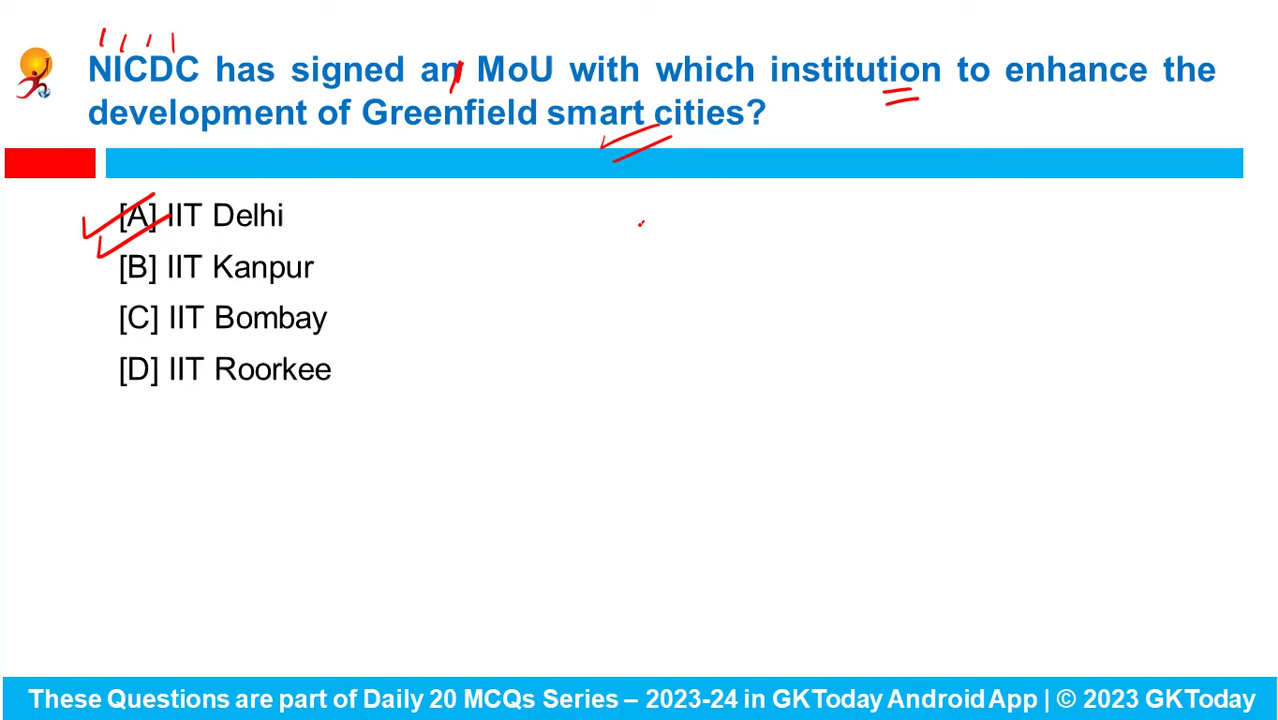 NICDC has signed an MoU with which institution to enhance the
development of Greenfield smart cities?
[A] IIT Delhi
[B] IIT Kanpur
[C] IIT Bombay
[D] IIT Roorkee
These Questions are part of Daily 20 MCQs Series – 2023-24 in GKToday Android App | © 2023 GKToday